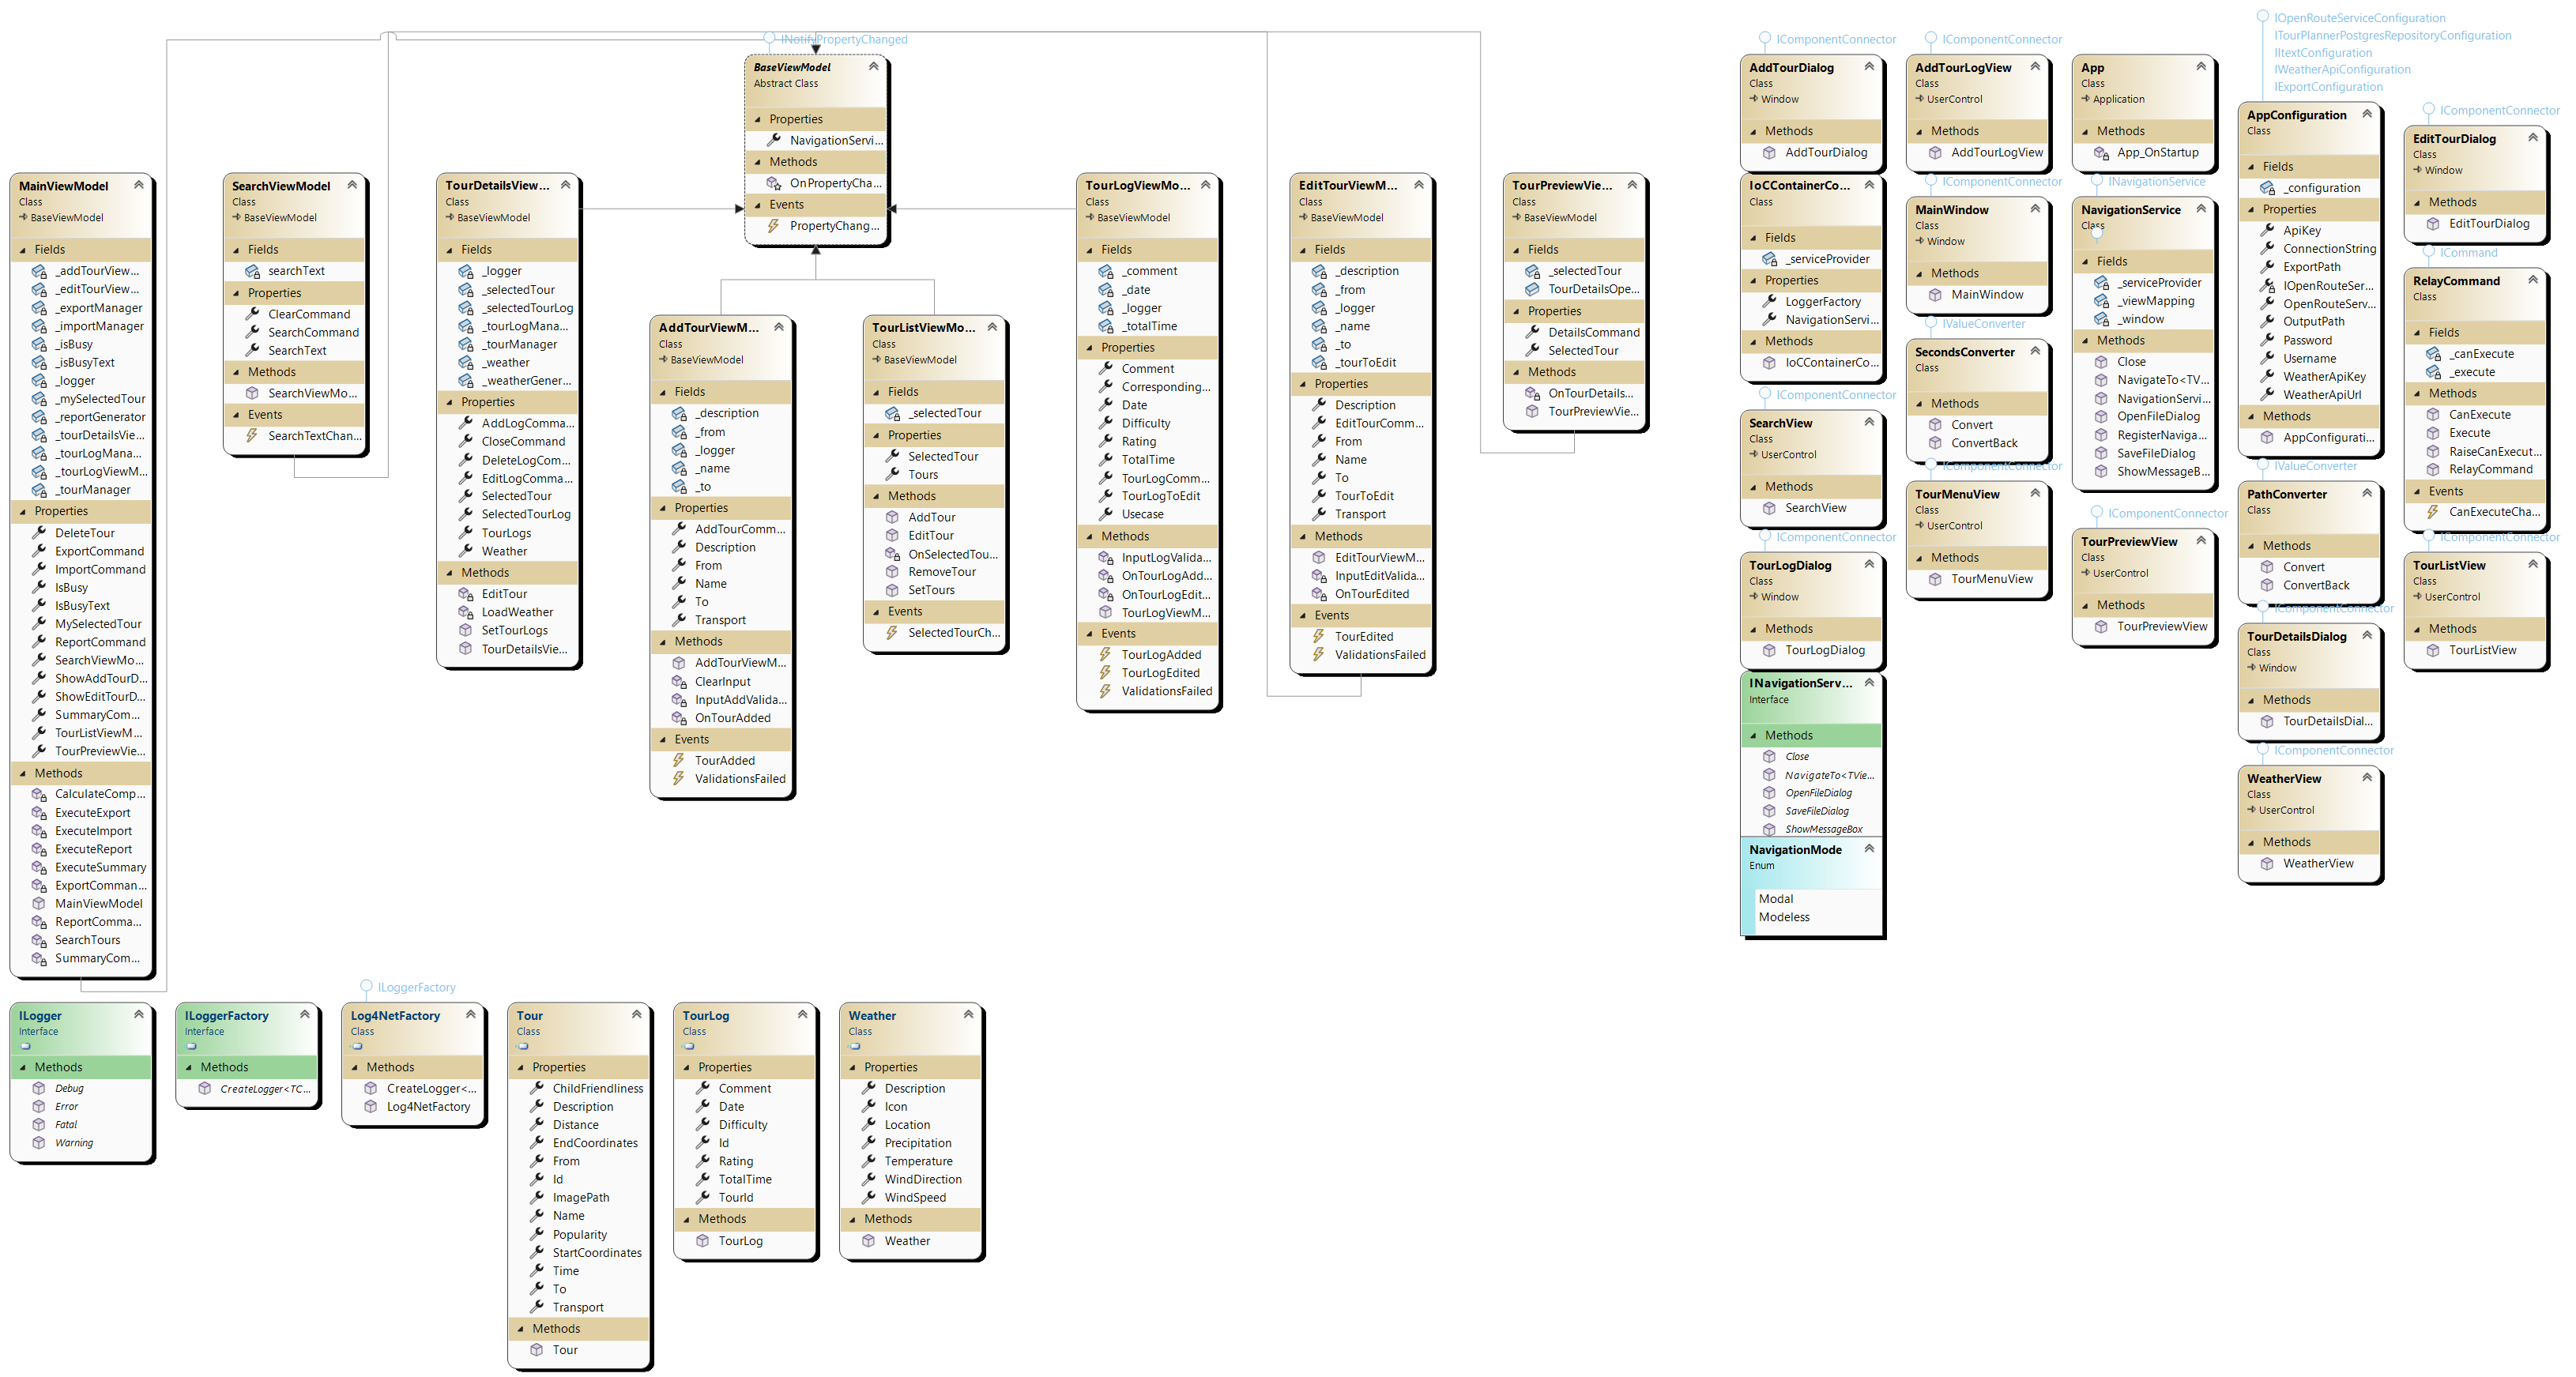 INotifyPropertyChanged
BaseViewModel
Abstract Class
Properties
NavigationServi...
Methods
OnPropertyCha...
Events
PropertyChang...
MainViewModel
Class
BaseViewModel
Fields
_addTourView...
_editTourView...
_exportManager
_importManager
_isBusy
_isBusyText
_logger
_mySelectedTour
_reportGenerator
_tourDetailsVie...
_tourLogMana...
_tourLogViewM...
_tourManager
Properties
DeleteTour
ExportCommand
ImportCommand
IsBusy
IsBusyText
MySelectedTour
ReportCommand
SearchViewMo...
ShowAddTourD...
ShowEditTourD...
SummaryCom...
TourListViewM...
TourPreviewVie...
Methods
CalculateComp...
ExecuteExport
ExecuteImport
ExecuteReport
ExecuteSummary
ExportComman...
MainViewModel
ReportComma...
SearchTours
SummaryCom...
SearchViewModel
Class
BaseViewModel
Fields
searchText
Properties
ClearCommand
SearchCommand
SearchText
Methods
SearchViewMo...
Events
SearchTextChan...
TourDetailsView...
Class
BaseViewModel
Fields
_logger
_selectedTour
_selectedTourLog
_tourLogMana...
_tourManager
_weather
_weatherGener...
Properties
AddLogComma...
CloseCommand
DeleteLogCom...
EditLogComma...
SelectedTour
SelectedTourLog
TourLogs
Weather
Methods
EditTour
LoadWeather
SetTourLogs
TourDetailsVie...
AddTourViewM...
Class
BaseViewModel
Fields
_description
_from
_logger
_name
_to
Properties
AddTourComm...
Description
From
Name
To
Transport
Methods
AddTourViewM...
ClearInput
InputAddValida...
OnTourAdded
Events
TourAdded
ValidationsFailed
TourListViewMo...
Class
BaseViewModel
Fields
_selectedTour
Properties
SelectedTour
Tours
Methods
AddTour
EditTour
OnSelectedTou...
RemoveTour
SetTours
Events
SelectedTourCh...
TourLogViewMo...
Class
BaseViewModel
Fields
_comment
_date
_logger
_totalTime
Properties
Comment
Corresponding...
Date
Difficulty
Rating
TotalTime
TourLogComm...
TourLogToEdit
Usecase
Methods
InputLogValida...
OnTourLogAdd...
OnTourLogEdit...
TourLogViewM...
Events
TourLogAdded
TourLogEdited
ValidationsFailed
EditTourViewM...
Class
BaseViewModel
Fields
_description
_from
_logger
_name
_to
_tourToEdit
Properties
Description
EditTourComm...
From
Name
To
TourToEdit
Transport
Methods
EditTourViewM...
InputEditValida...
OnTourEdited
Events
TourEdited
ValidationsFailed
TourPreviewVie...
Class
BaseViewModel
Fields
_selectedTour
TourDetailsOpe...
Properties
DetailsCommand
SelectedTour
Methods
OnTourDetails...
TourPreviewVie...
IComponentConnector
AddTourDialog
Class
Window
Methods
AddTourDialog
IoCContainerCo...
Class
Fields
_serviceProvider
Properties
LoggerFactory
NavigationServi...
Methods
IoCContainerCo...
IComponentConnector
SearchView
Class
UserControl
Methods
SearchView
IComponentConnector
TourLogDialog
Class
Window
Methods
TourLogDialog
INavigationServ...
Interface
Methods
Close
NavigateTo<TVie...
OpenFileDialog
SaveFileDialog
ShowMessageBox
NavigationMode
Enum
Modal
Modeless
IComponentConnector
AddTourLogView
Class
UserControl
Methods
AddTourLogView
IComponentConnector
MainWindow
Class
Window
Methods
MainWindow
IValueConverter
SecondsConverter
Class
Methods
Convert
ConvertBack
IComponentConnector
TourMenuView
Class
UserControl
Methods
TourMenuView
App
Class
Application
Methods
App_OnStartup
INavigationService
NavigationService
Class
Fields
_serviceProvider
_viewMapping
_window
Methods
Close
NavigateTo<TV...
NavigationServi...
OpenFileDialog
RegisterNaviga...
SaveFileDialog
ShowMessageB...
IComponentConnector
TourPreviewView
Class
UserControl
Methods
TourPreviewView
IOpenRouteServiceConfiguration
ITourPlannerPostgresRepositoryConfiguration
IItextConfiguration
IWeatherApiConfiguration
IExportConfiguration
AppConfiguration
Class
Fields
_configuration
Properties
ApiKey
ConnectionString
ExportPath
IOpenRouteSer...
OpenRouteServ...
OutputPath
Password
Username
WeatherApiKey
WeatherApiUrl
Methods
AppConfigurati...
IValueConverter
PathConverter
Class
Methods
Convert
ConvertBack
IComponentConnector
TourDetailsDialog
Class
Window
Methods
TourDetailsDial...
IComponentConnector
WeatherView
Class
UserControl
Methods
WeatherView
IComponentConnector
EditTourDialog
Class
Window
Methods
EditTourDialog
ICommand
RelayCommand
Class
Fields
_canExecute
_execute
Methods
CanExecute
Execute
RaiseCanExecut...
RelayCommand
Events
CanExecuteCha...
IComponentConnector
TourListView
Class
UserControl
Methods
TourListView
ILogger
Interface
Methods
Debug
Error
Fatal
Warning
ILoggerFactory
Interface
Methods
CreateLogger<TC...
ILoggerFactory
Log4NetFactory
Class
Methods
CreateLogger<...
Log4NetFactory
Tour
Class
Properties
ChildFriendliness
Description
Distance
EndCoordinates
From
Id
ImagePath
Name
Popularity
StartCoordinates
Time
To
Transport
Methods
Tour
TourLog
Class
Properties
Comment
Date
Difficulty
Id
Rating
TotalTime
TourId
Methods
TourLog
Weather
Class
Properties
Description
Icon
Location
Precipitation
Temperature
WindDirection
WindSpeed
Methods
Weather